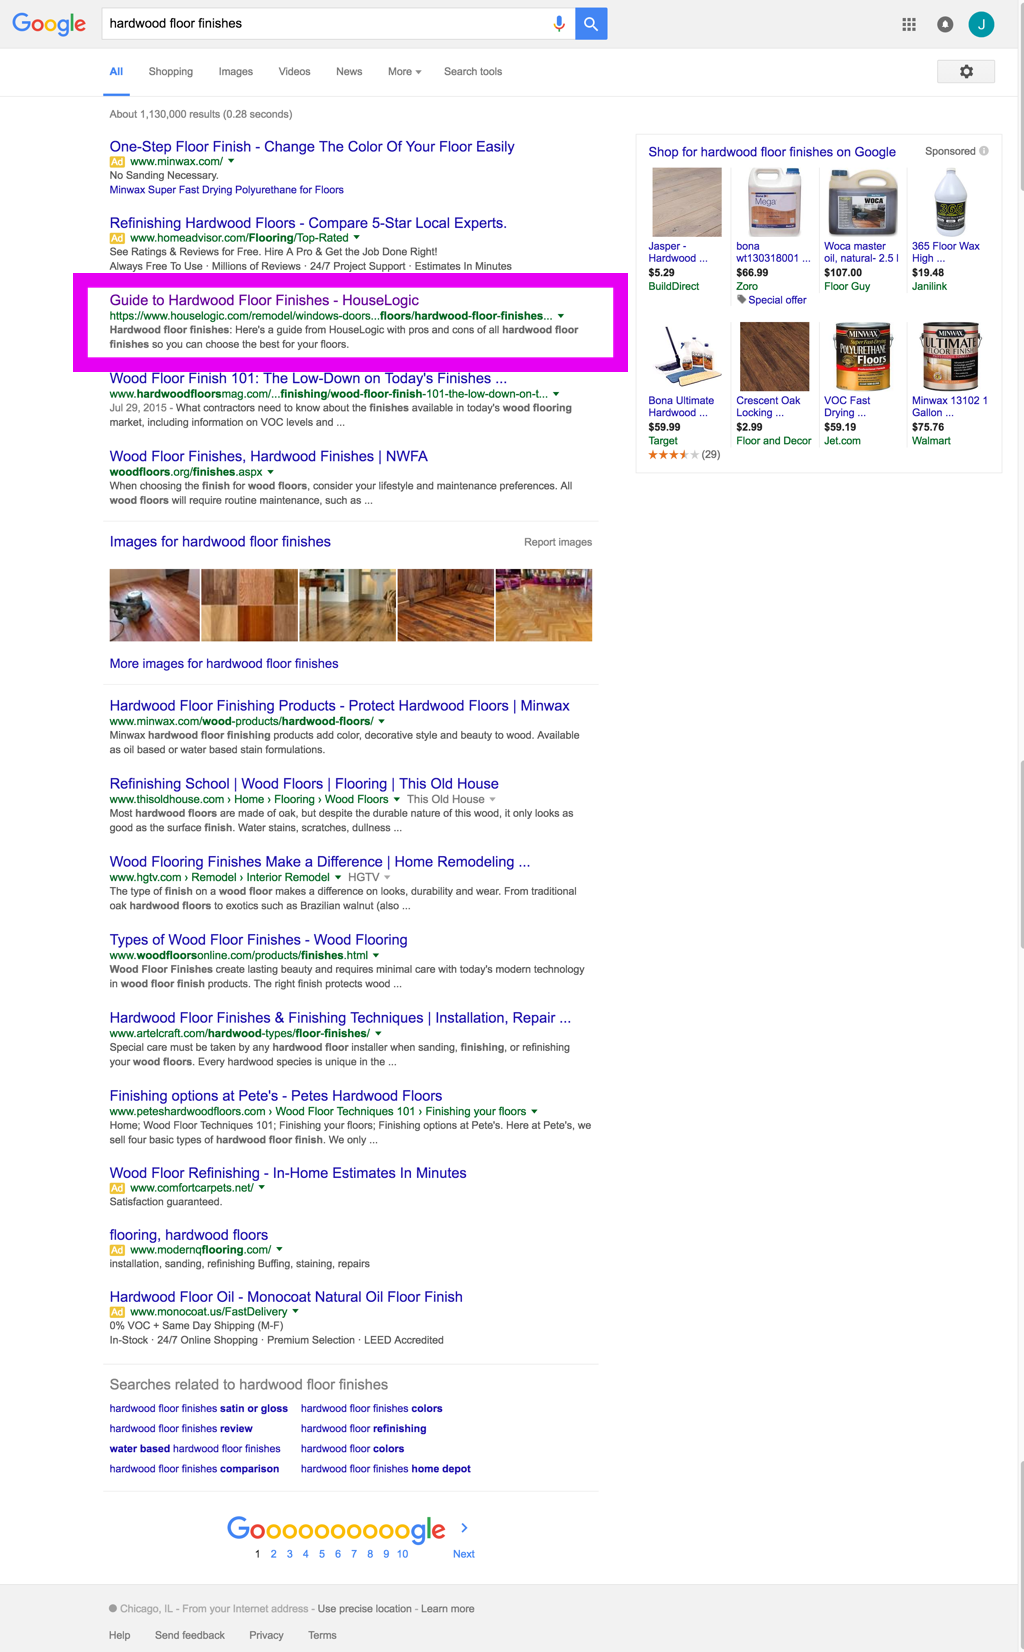 Google
hardwood floor finishes
J
All Shopping Images Videos News More Search tools
About 1,130,000 results (0.28 seconds)
One-Step Floor Finish - Change The Color Of Your Floor Easily
Ad www.minwax.com/
No Sanding Necessary.
Minwax Super Fast Drying Polyurethane for Floors
Refinishing Hardwood Floors - Compare 5-Star Local Experts.
Ad www.homeadvisor.com/Flooring/Top-Rated
See Ratings & Reviews for Free. Hire A Pro & Get the Job Done Right!
Always Free To Use · Millions of Reviews · 24/7 Project Support · Estimates In Minutes
Guide to Hardwood Floor Finishes - HouseLogic
https://www.houselogic.com/remodel/windows-doors...floors/hardwood-floor-finishes...
Hardwood floor finishes: Here's a guide from HouseLogic with pros and cons of all hardwood floor
finishes so you can choose the best for your floors.
Wood Floor Finish 101: The Low-Down on Today's Finishes ...
www.hardwoodfloorsmag.com/...finishing/wood-floor-finish-101-the-low-down-on-t...
Jul 29, 2015 - What contractors need to know about the finishes available in today's wood flooring
market, including information on VOC levels and ...
Wood Floor Finishes, Hardwood Finishes | NWFA
woodfloors.org/finishes.aspx
When choosing the finish for wood floors, consider your lifestyle and maintenance preferences. All
wood floors will require routine maintenance, such as ...
Images for hardwood floor finishes Report images
More images for hardwood floor finishes
Hardwood Floor Finishing Products - Protect Hardwood Floors | Minwax
www.minwax.com/wood-products/hardwood-floors/
Minwax hardwood floor finishing products add color, decorative style and beauty to wood. Available
as oil based or water based stain formulations.
Refinishing School | Wood Floors | Flooring | This Old House
www.thisoldhouse.com › Home › Flooring › Wood Floors This Old House
Most hardwood floors are made of oak, but despite the durable nature of this wood, it only looks as
good as the surface finish. Water stains, scratches, dullness ...
Wood Flooring Finishes Make a Difference | Home Remodeling ...
www.hgtv.com › Remodel › Interior Remodel HGTV
The type of finish on a wood floor makes a difference on looks, durability and wear. From traditional
oak hardwood floors to exotics such as Brazilian walnut (also ...
Types of Wood Floor Finishes - Wood Flooring
www.woodfloorsonline.com/products/finishes.html
Wood Floor Finishes create lasting beauty and requires minimal care with today's modern technology
in wood floor finish products. The right finish protects wood ...
Hardwood Floor Finishes & Finishing Techniques | Installation, Repair ...
www.artelcraft.com/hardwood-types/floor-finishes/
Special care must be taken by any hardwood floor installer when sanding, finishing, or refinishing
your wood floors. Every hardwood species is unique in the ...
Finishing options at Pete's - Petes Hardwood Floors
www.peteshardwoodfloors.com › Wood Floor Techniques 101 › Finishing your floors
Home; Wood Floor Techniques 101; Finishing your floors; Finishing options at Pete's. Here at Pete's, we
sell four basic types of hardwood floor finish. We only ...
Wood Floor Refinishing - In-Home Estimates In Minutes
Ad www.comfortcarpets.net/
Satisfaction guaranteed.
flooring, hardwood floors
Ad www.modernqflooring.com/
installation, sanding, refinishing Buffing, staining, repairs
Hardwood Floor Oil - Monocoat Natural Oil Floor Finish
Ad www.monocoat.us/FastDelivery
0% VOC + Same Day Shipping (M-F)
In-Stock · 24/7 Online Shopping · Premium Selection · LEED Accredited
Searches related to hardwood floor finishes
hardwood floor finishes satin or gloss hardwood floor finishes colors
hardwood floor finishes review hardwood floor refinishing
water based hardwood floor finishes hardwood floor colors
hardwood floor finishes comparison hardwood floor finishes home depot
Goooooooooogle
1 2 3 4 5 6 7 8 9 10 Next
Shop for hardwood floor finishes on Google Sponsored
Mega
WOCA
365
Jasper - bona Woca master 365 Floor Wax
Hardwood ... wt130318001 ... oil, natural- 2.5 l High ...
$5.29 $66.99 $107.00 $19.48
BuildDirect Zoro Floor Guy Janilink
Special offer
MINWAX MINWAX
POLYURETHANE ULTIMATE
Floors FLOOR FINISH
Bona Ultimate Crescent Oak VOC Fast Minwax 13102 1
Hardwood ... Locking ... Drying ... Gallon ...
$59.99 $2.99 $59.19 $75.76
Target Floor and Decor Jet.com Walmart
(29)
Chicago, IL - From your Internet address - Use precise location - Learn more
Help Send feedback Privacy Terms